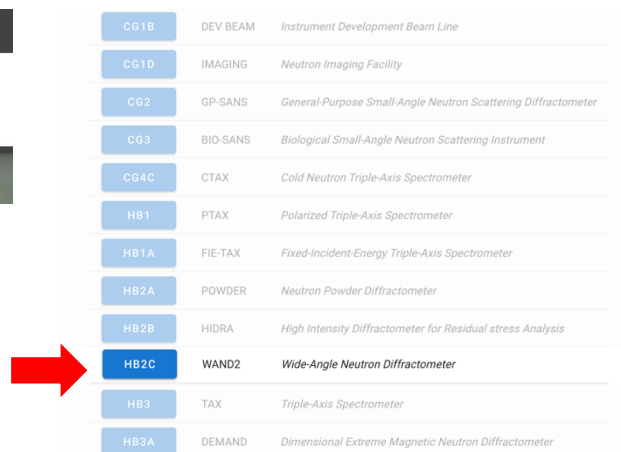 CG1B DEV BEAM Instrument Development Beam Line
CG1D IMAGING Neutron Imaging Facility
CG2 GP-SANS General-Purpose Small-Angle Neutron Scattering Diffractometer
CG3 BIO-SANS Biological Small-Angle Neutron Scattering Instrument
CG4C CTAX Cold Neutron Triple-Axis Spectrometer
HB1 PTAX Polarized Triple-Axis Spectrometer
HB1A FIE-TAX Fixed-Incident-Energy Triple-Axis Spectrometer
HB2A POWDER Neutron Powder Diffractometer
HB2B HIDRA High Intensity Diffractometer for Residual stress Analysis
HB2C WAND2 Wide-Angle Neutron Diffractometer
HB3 TAX Triple-Axis Spectrometer
HB3A DEMAND Dimensional Extreme Magnetic Neutron Diffractometer